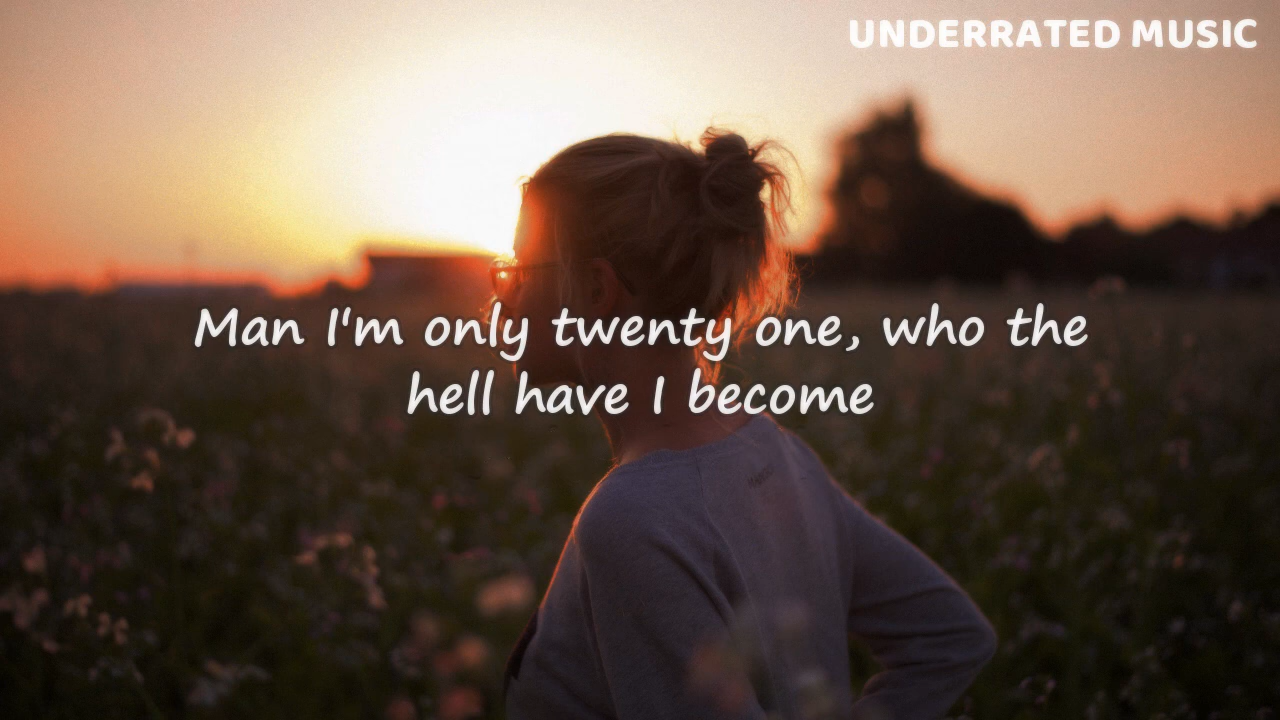 UNDERRATED MUSIC
Man I'm only twenty one, who the
hell have I become